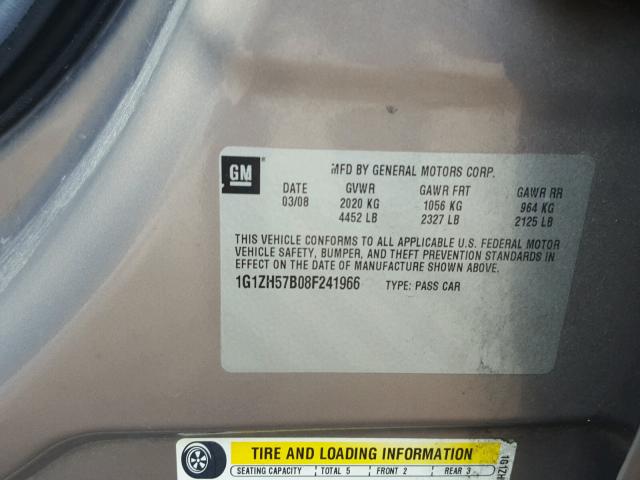 GM
MFD BY GENERAL MOTORS CORP.
DATE GVWR GAWR FRT GAWR RR
03/08 2020 KG 1056 KG 964 KG
4452 LB 2327 LB 2125 LB
THIS VEHICLE CONFORMS TO ALL APPLICABLE U.S. FEDERAL MOTOR
VEHICLE SAFETY, BUMPER, AND THEFT PREVENTION STANDARDS IN
EFFECT ON THE DATE OF MANUFACTURE SHOWN ABOVE.
1G1ZH57B08F241966 TYPE: PASS CAR
TIRE AND LOADING INFORMATION
SEATING CAPACITY TOTAL 5 FRONT 2 REAR 3
1G1ZH